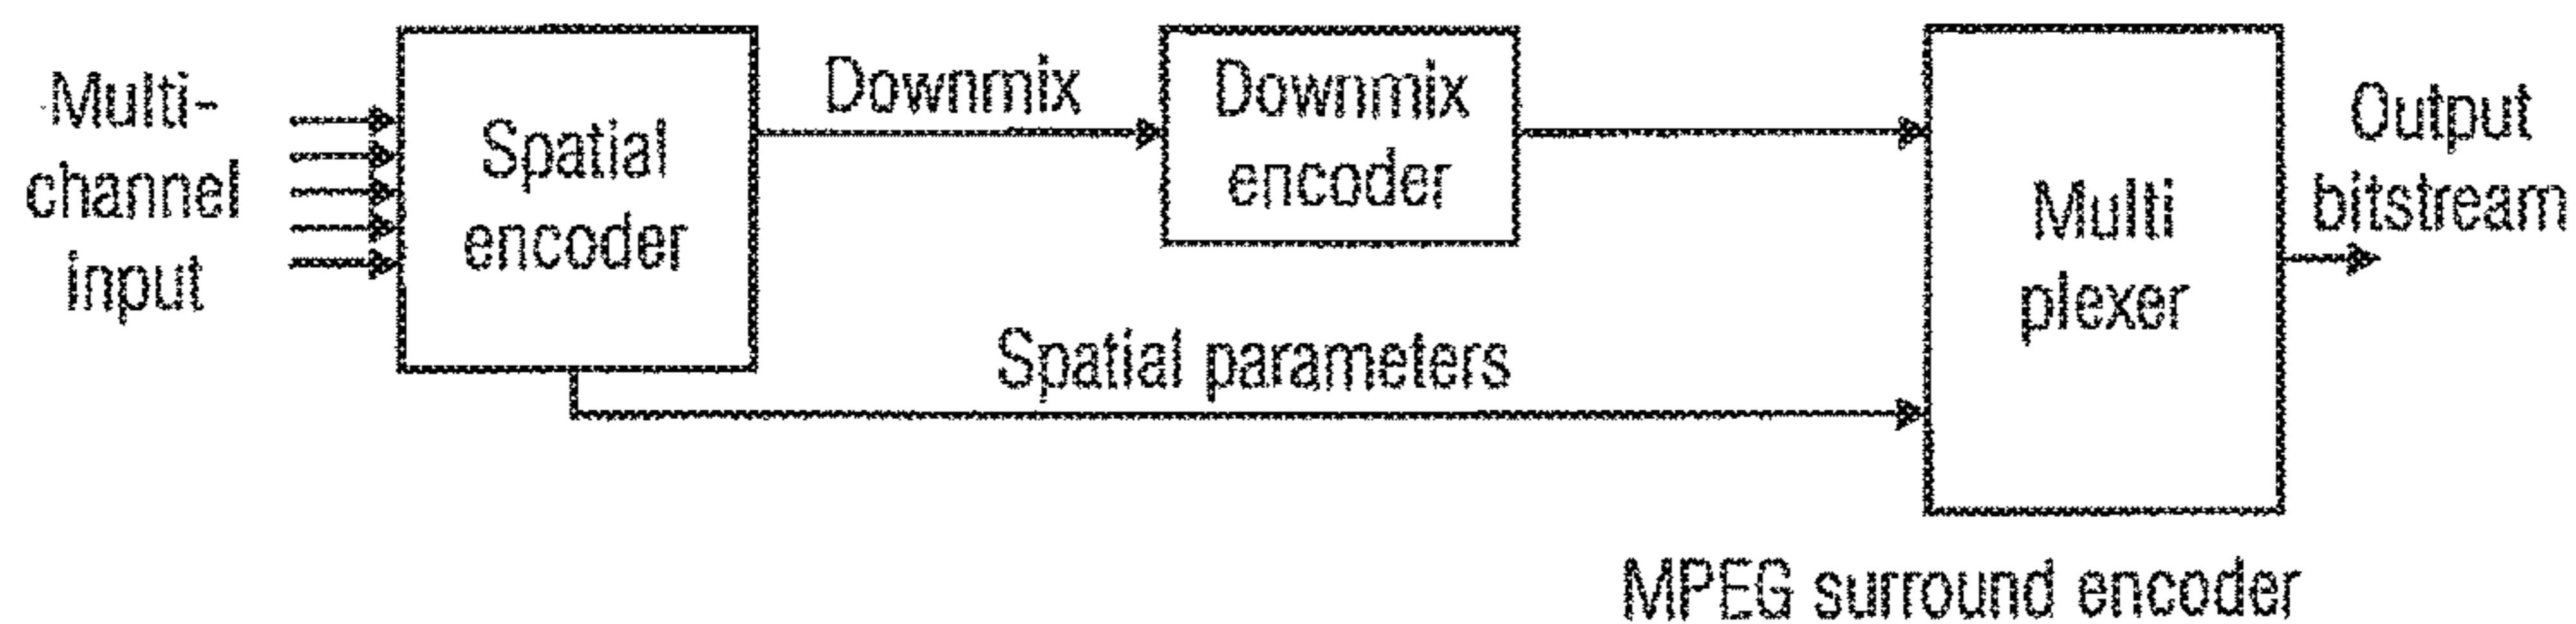 Multi-
channel
input
Spatial
encoder
Downmix
Downmix
encoder
Spatial parameters
Multi
plexer
Output
bitstream
MPEG surround encoder